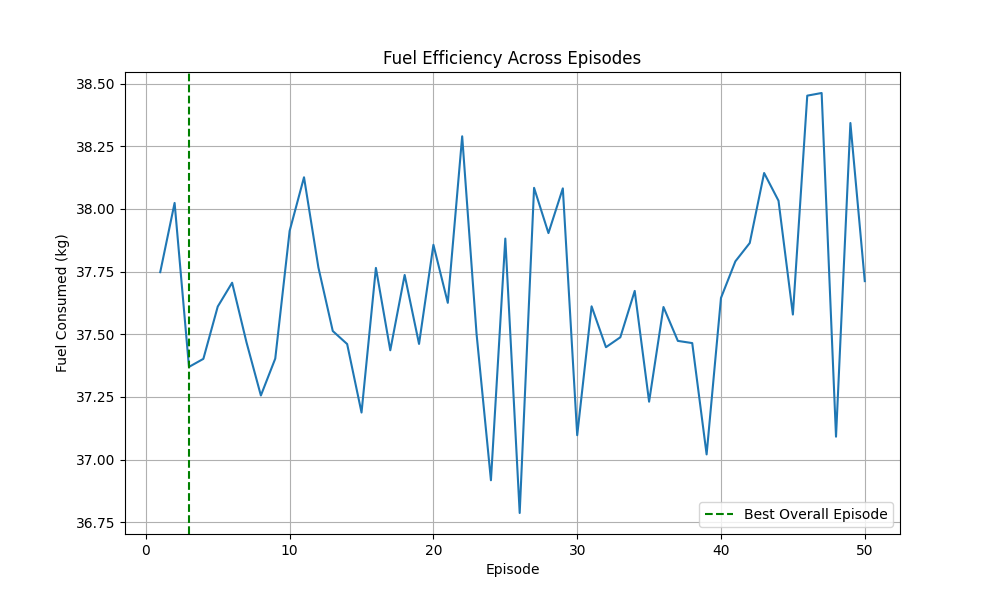 Fuel Efficiency Across Episodes
Fuel Consumed (kg)
38.50
38.25
38.00
37.75
37.50
37.25
37.00
36.75
Best Overall Episode
0 10 20 30 40 50
Episode